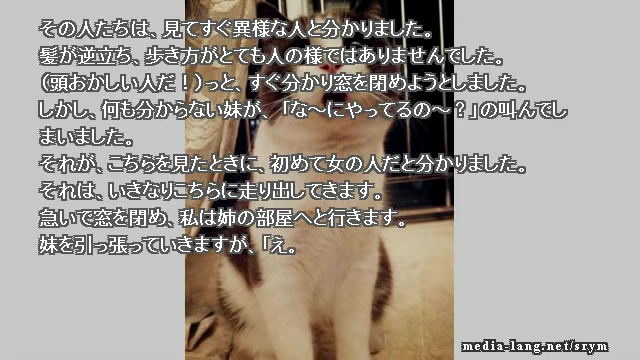 その人たちは、見てすぐ異様な人と分かりました。
髪が逆立ち、歩き方がとても人の様ではありませんでした。
（頭おかしい人だ！）っと、すぐ分かり窓を閉めようとしました。
しかし、何も分からない妹が、「な～にやってるの～？」の叫んでし
まいました。
それが、こちらを見たときに、初めて女の人だと分かりました。
それは、いきなりこちらに走り出してきます。
急いで窓を閉め、私は姉の部屋へと行きます。
妹を引っ張っていきますが、「え。
media-lang.net/srym